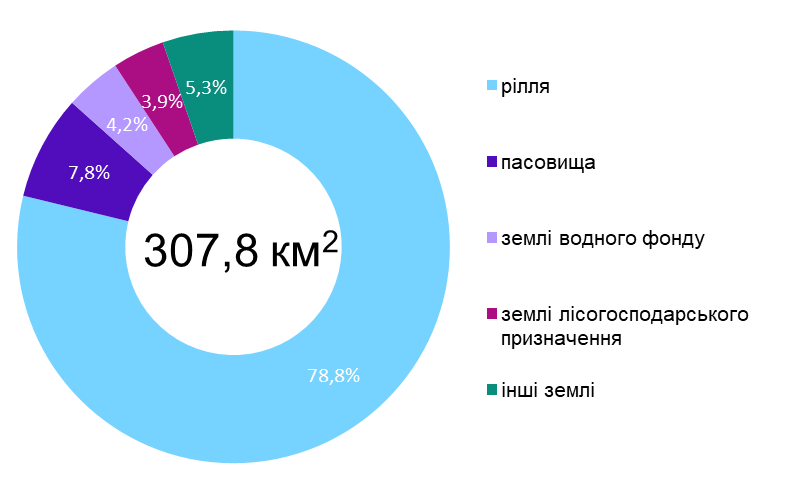 5,3%
3,9%
4,2%
7,8%
307,8 км²
78,8%
рілля
пасовища
землі водного фонду
землі лісогосподарського
призначення
інші землі